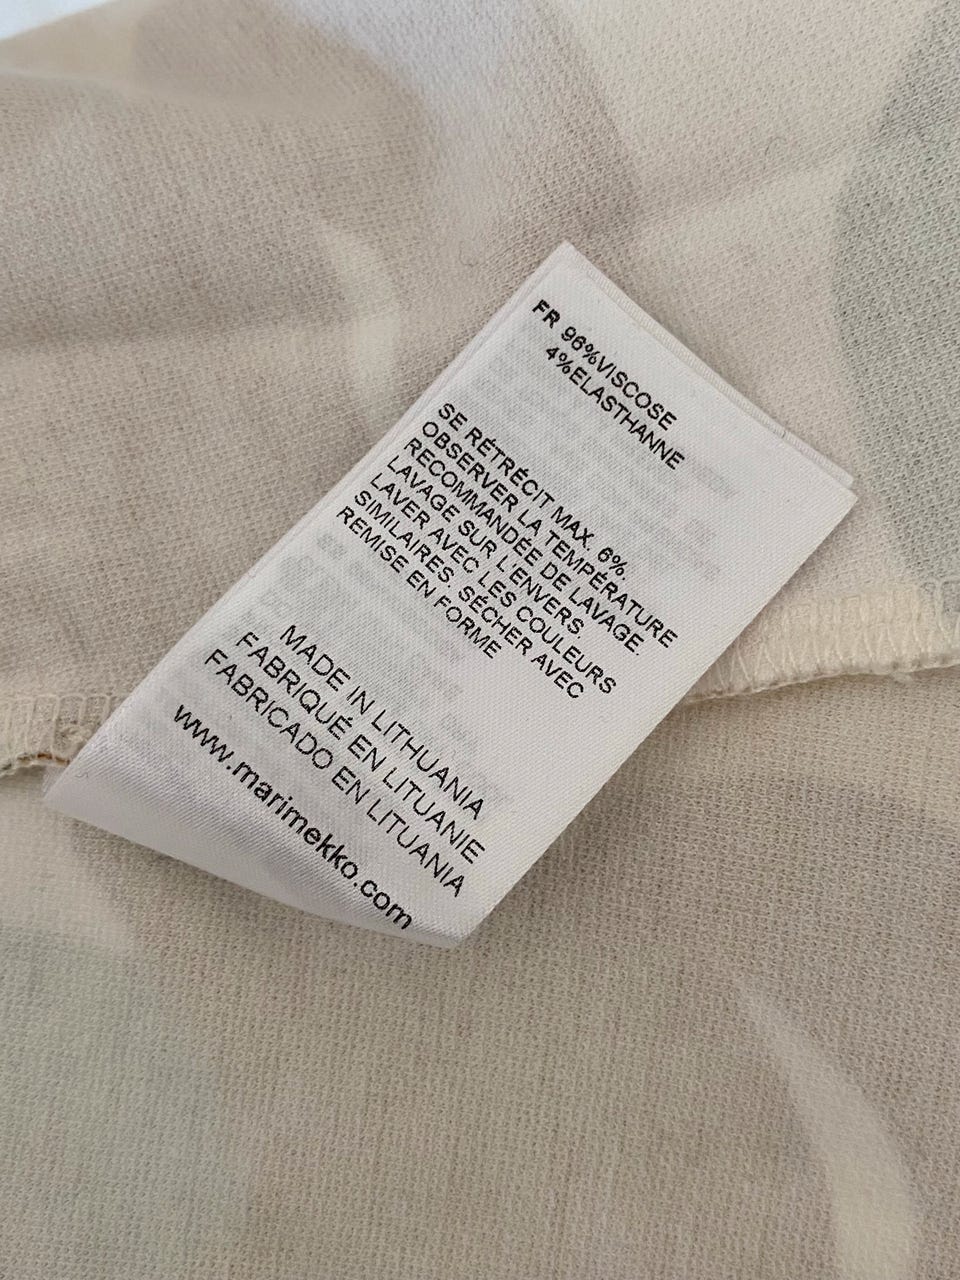 FR 96%VISCOSE
4%ELASTHANNE
SE RÉTRÉCIT MAX. 6%.
OBSERVER LA TEMPÉRATURE
RECOMMANDÉE DE LAVAGE.
LAVAGE SUR L'ENVERS.
LAVER AVEC LES COULEURS
SIMILAIRES. SÉCHER AVEC
REMISE EN FORME
MADE IN LITHUANIA
FABRIQUÉ EN LITUANIE
FABRICADO EN LITUANIA
www.marimekko.com